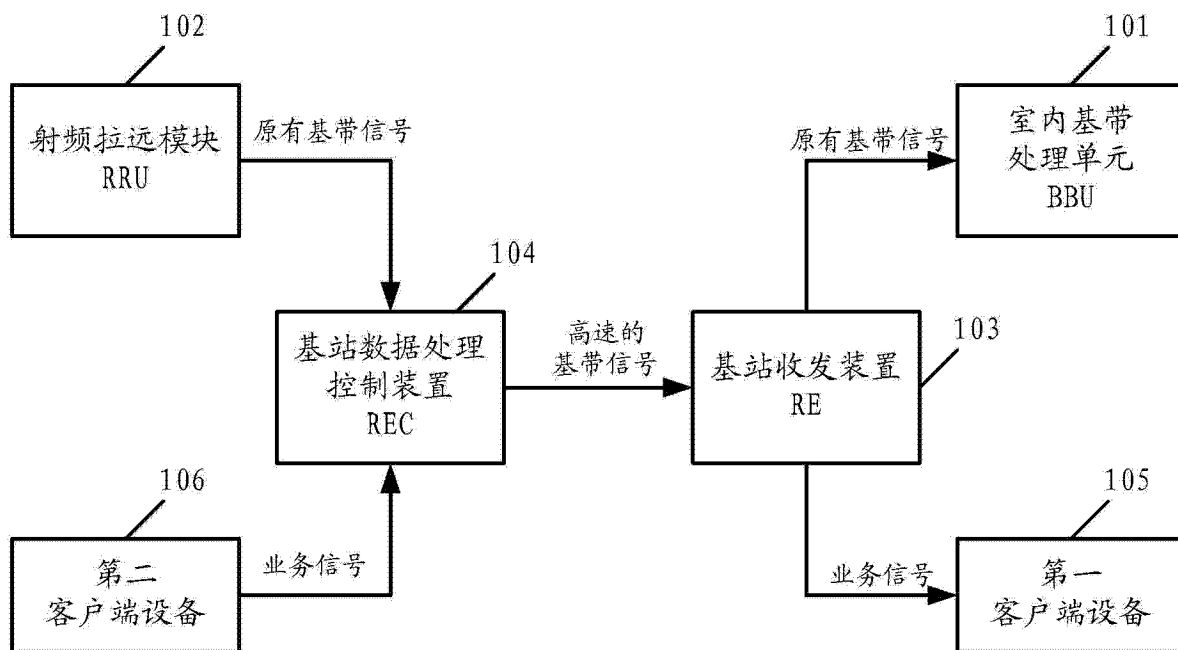 102
101
射频拉远模块
RRU
原有基带信号
原有基带信号
室内基带
处理单元
BBU
104
103
基站数据处理
控制装置
REC
高速的
基带信号
基站收发装置
RE
106
105
第二
客户端设备
业务信号
业务信号
第一
客户端设备